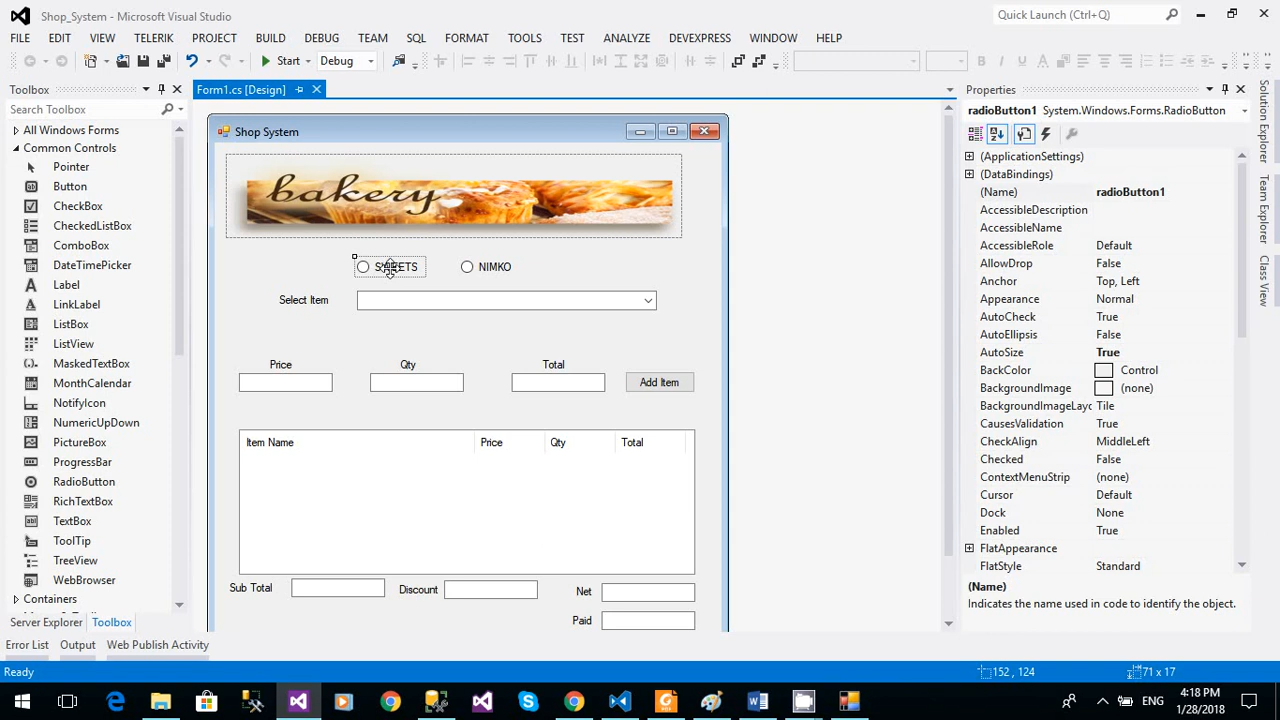 Shop_System - Microsoft Visual Studio
Quick Launch (Ctrl+Q)
FILE EDIT VIEW TELERIK PROJECT BUILD DEBUG TEAM SQL FORMAT TOOLS TEST ANALYZE DEVEXPRESS WINDOW HELP
Start Debug
Toolbox
Form1.cs [Design]
Properties
Search Toolbox
radioButton1 System.Windows.Forms.RadioButton
All Windows Forms
Common Controls
Pointer
Button
CheckBox
CheckedListBox
ComboBox
DateTimePicker
Label
LinkLabel
ListBox
ListView
MaskedTextBox
MonthCalendar
NotifyIcon
NumericUpDown
PictureBox
ProgressBar
RadioButton
RichTextBox
TextBox
ToolTip
TreeView
WebBrowser
Containers
Server Explorer Toolbox
Shop System
bakery
SWEETS NIMKO
Select Item
Price Qty Total
Add Item
Item Name Price Qty Total
Sub Total Discount Net
Paid
(ApplicationSettings)
(DataBindings)
(Name) radioButton1
AccessibleDescription
AccessibleName
AccessibleRole Default
AllowDrop False
Anchor Top, Left
Appearance Normal
AutoCheck True
AutoEllipsis False
AutoSize True
BackColor Control
BackgroundImage (none)
BackgroundImageLayc Tile
CausesValidation True
CheckAlign MiddleLeft
Checked False
ContextMenuStrip (none)
Cursor Default
Dock None
Enabled True
FlatAppearance
FlatStyle Standard
(Name)
Indicates the name used in code to identify the object.
Solution Explorer
Team Explorer
Class View
Error List Output Web Publish Activity
Ready
152 , 124
71 x 17
ENG
4:18 PM
1/28/2018